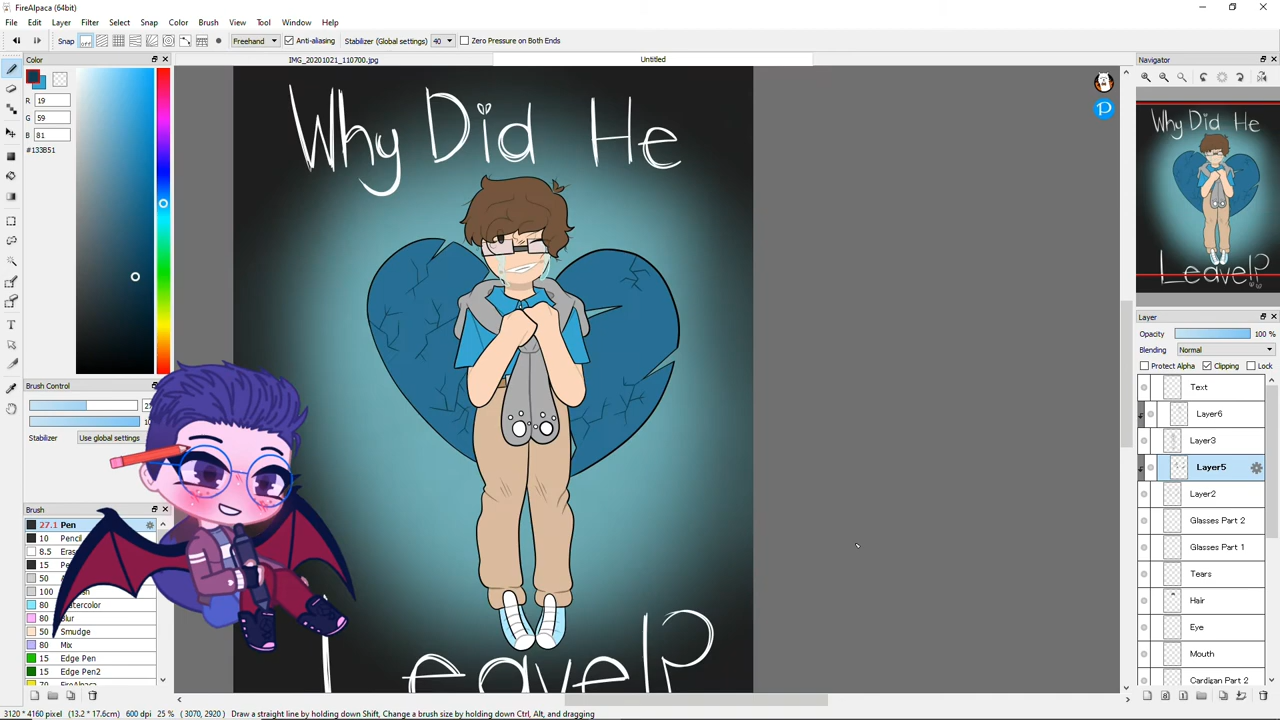 FireAlpaca (64bit)
File Edit Layer Filter Select Snap Color Brush View Tool Window Help
Snap OFF Freehand Anti-aliasing Stabilizer (Global settings) 40 Zero Pressure on Both Ends
Color
IMG_20201021_110700.jpg Untitled
Navigator
R 19
G 59
B 81
#133B51
Why Did He
Leave!?
Why Did He
Leave!?
Brush Control
Stabilizer Use global settings
Brush
27.1 Pen
10 Pencil
8.5 Eras
15 Pen
50
100
80 Watercolor
80 Blur
50 Smudge
80 Mix
15 Edge Pen
15 Edge Pen2
Layer
Opacity 100 %
Blending Normal
Protect Alpha Clipping Lock
Text
Layer6
Layer3
Layer5
Layer2
Glasses Part 2
Glasses Part 1
Tears
Hair
Eye
Mouth
Cardigan Part 2
3120 * 4160 pixel (13.2 * 17.6cm) 600 dpi 25 % ( 3070, 2920 ) Draw a straight line by holding down Shift, Change a brush size by holding down Ctrl, Alt, and dragging